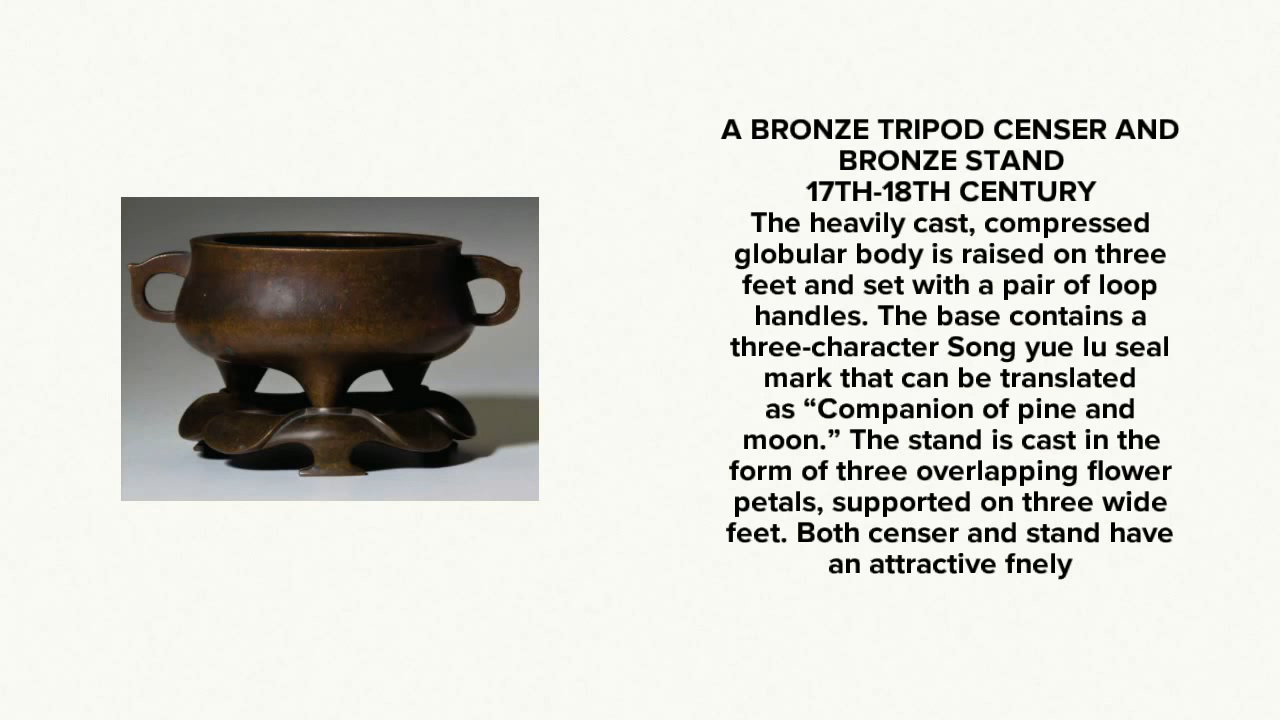 A BRONZE TRIPOD CENSER AND
BRONZE STAND
17TH-18TH CENTURY
The heavily cast, compressed
globular body is raised on three
feet and set with a pair of loop
handles. The base contains a
three-character Song yue lu seal
mark that can be translated
as “Companion of pine and
moon.” The stand is cast in the
form of three overlapping flower
petals, supported on three wide
feet. Both censer and stand have
an attractive fnely